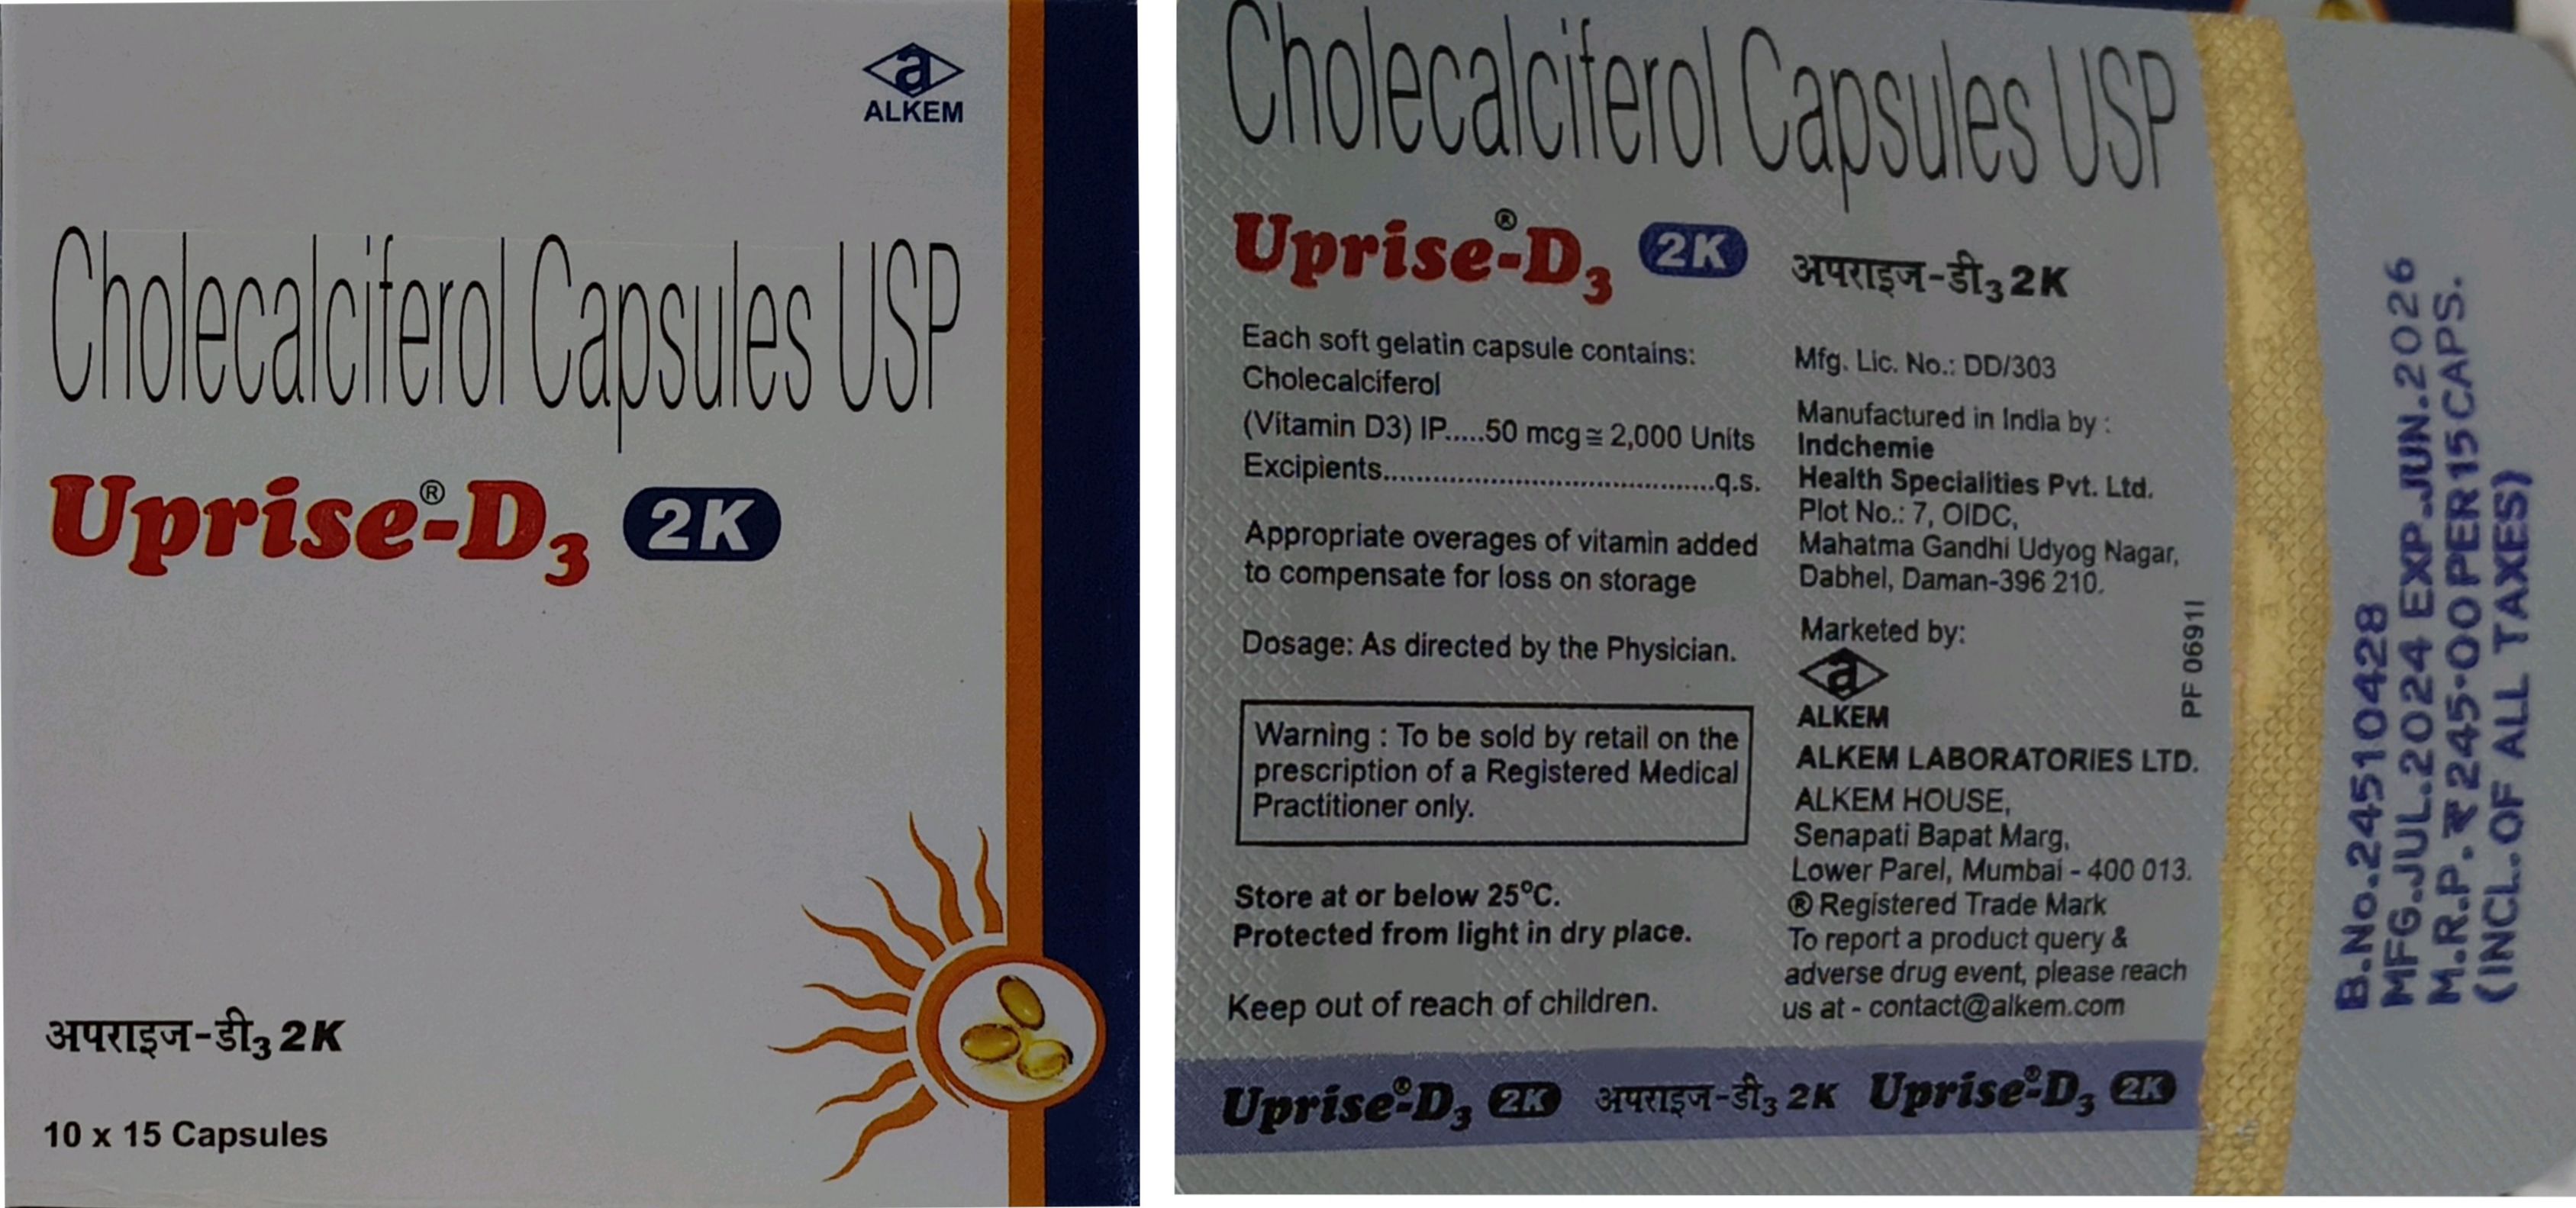 a
ALKEM
Cholecalciferol Capsules USP
Uprise®-D3 2K
अपराइज-डी3 2K
10 x 15 Capsules
Cholecalciferol Capsules USP
Uprise®-D3 2K अपराइज-डी3 2K
Each soft gelatin capsule contains:
Cholecalciferol
(Vitamin D3) IP.....50 mcg ≅ 2,000 Units
Excipients.......................................q.s.
Appropriate overages of vitamin added
to compensate for loss on storage
Dosage: As directed by the Physician.
Warning : To be sold by retail on the
prescription of a Registered Medical
Practitioner only.
Store at or below 25°C.
Protected from light in dry place.
Keep out of reach of children.
Mfg. Lic. No.: DD/303
Manufactured in India by :
Indchemie
Health Specialities Pvt. Ltd.
Plot No.: 7, OIDC,
Mahatma Gandhi Udyog Nagar,
Dabhel, Daman-396 210.
Marketed by:
a
ALKEM
ALKEM LABORATORIES LTD.
ALKEM HOUSE,
Senapati Bapat Marg,
Lower Parel, Mumbai - 400 013.
® Registered Trade Mark
To report a product query &
adverse drug event, please reach
us at - contact@alkem.com
PF 0691I
Uprise®-D3 2K अपराइज-डी3 2K Uprise®-D3 2K
B.No.24510428
MFG.JUL.2024 EXP.JUN.2026
M.R.P.₹245-00 PER 15 CAPS.
(INCL.OF ALL TAXES)